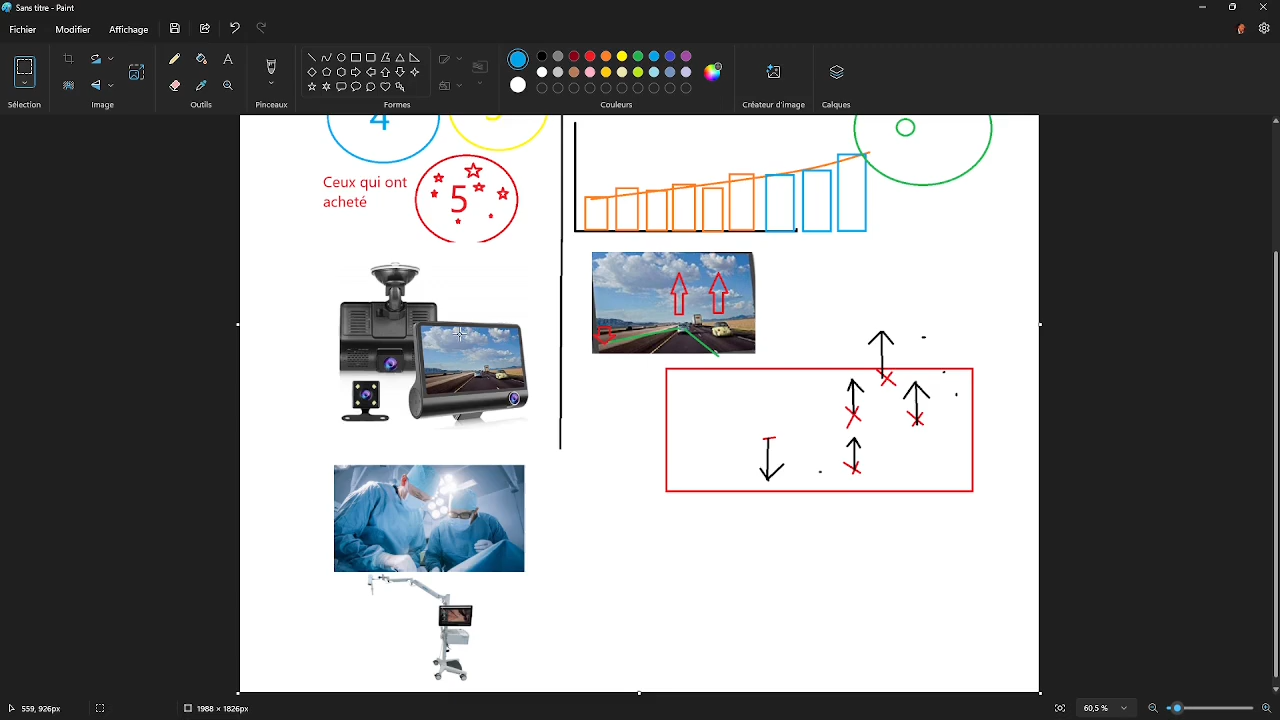 Sans titre - Paint
Fichier
Modifier
Affichage
Sélection
Image
Outils
Pinceaux
Formes
Couleurs
Créateur d'image
Calques
4
Ceux qui ont
acheté
5
559, 926px
1988 × 1826px
60,5 %